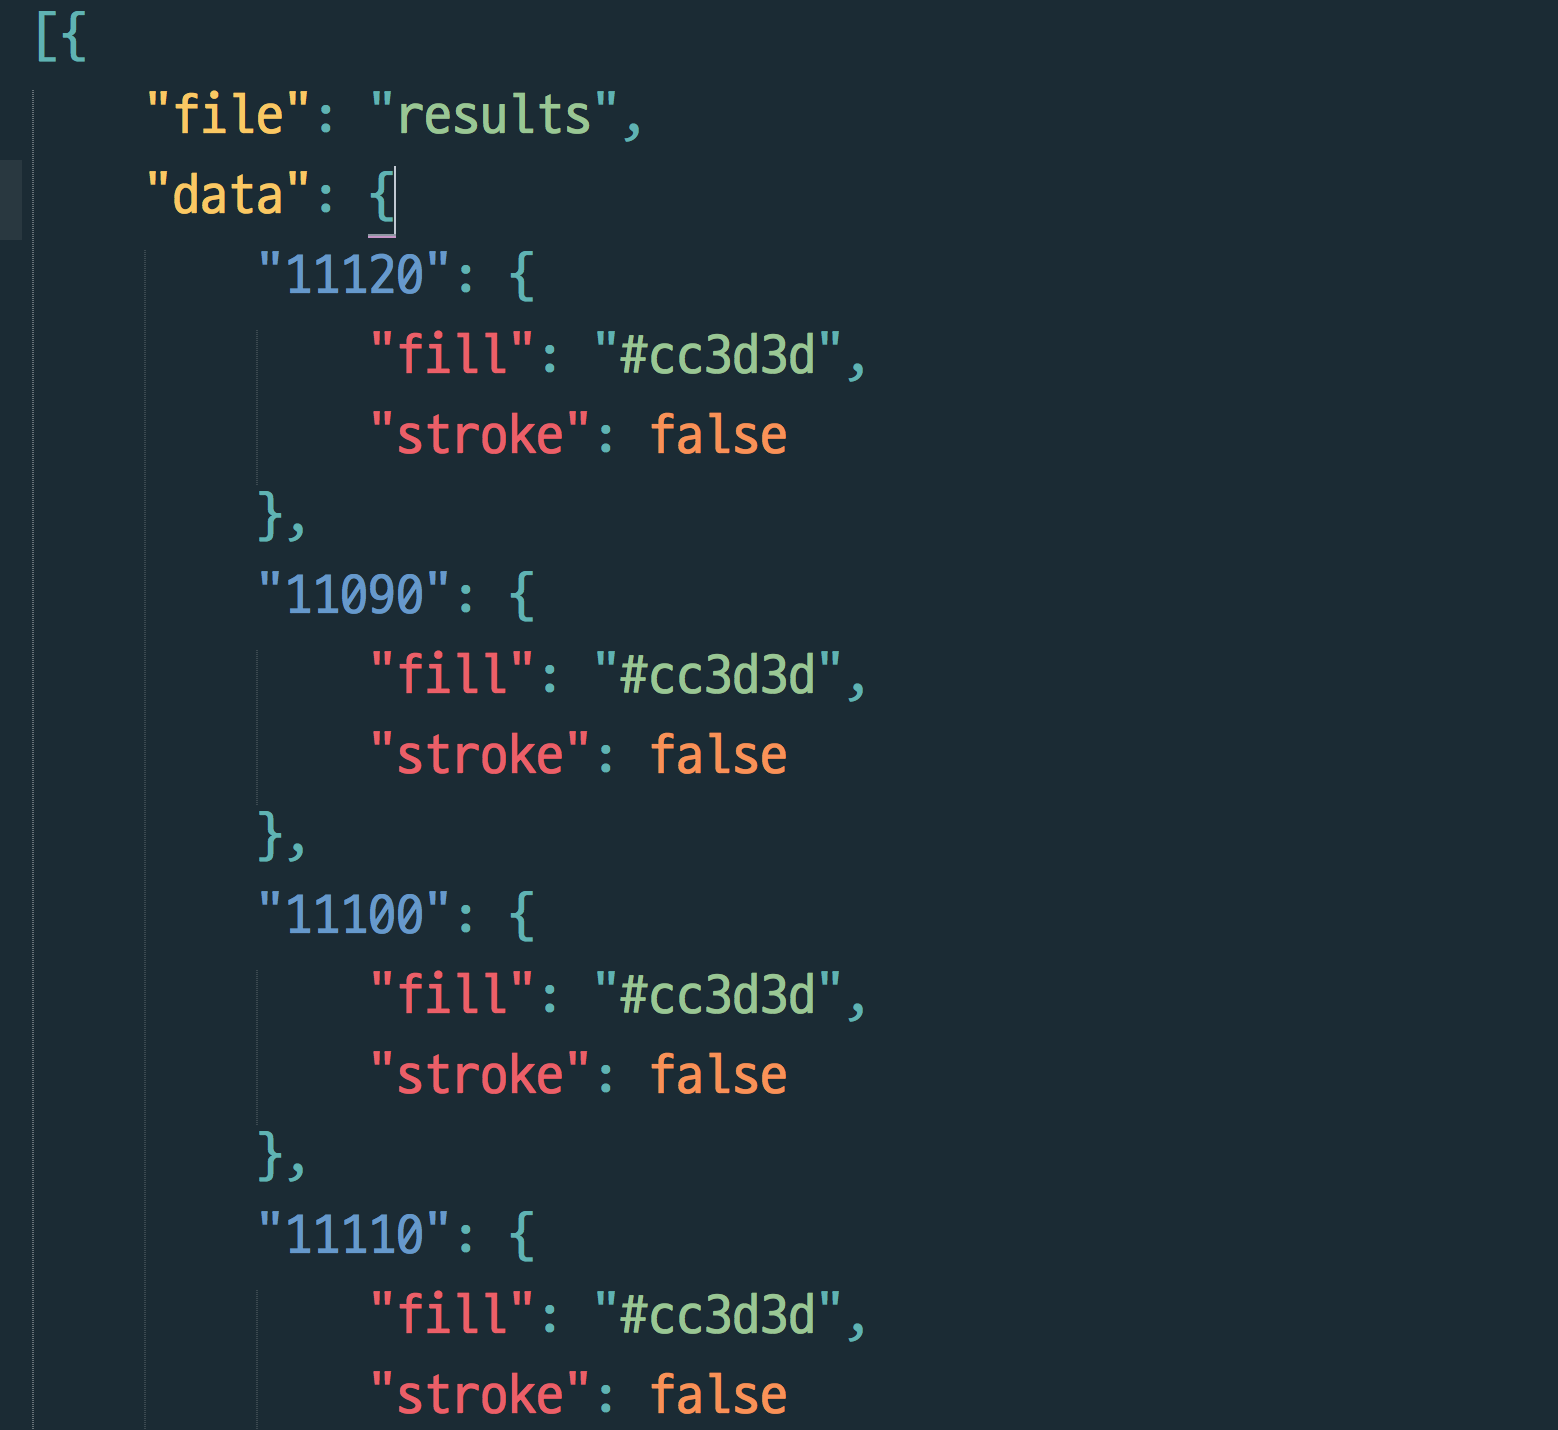 [{
    "file": "results",
    "data": {
        "11120": {
            "fill": "#cc3d3d",
            "stroke": false
        },
        "11090": {
            "fill": "#cc3d3d",
            "stroke": false
        },
        "11100": {
            "fill": "#cc3d3d",
            "stroke": false
        },
        "11110": {
            "fill": "#cc3d3d",
            "stroke": false